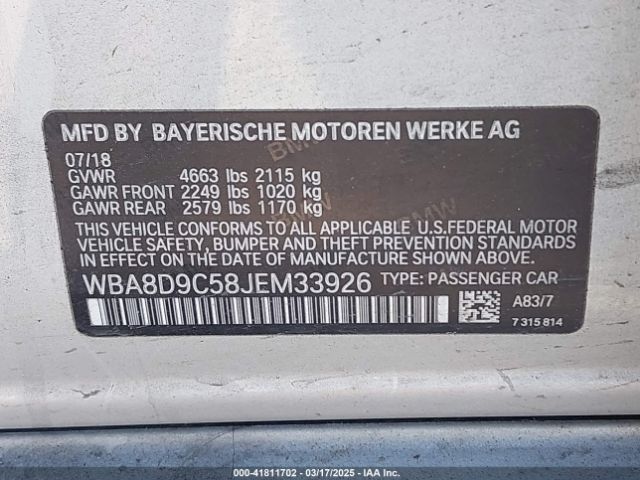 MFD BY BAYERISCHE MOTOREN WERKE AG
07/18
GVWR 4663 lbs 2115 kg
GAWR FRONT 2249 lbs 1020 kg
GAWR REAR 2579 lbs 1170 kg
THIS VEHICLE CONFORMS TO ALL APPLICABLE U.S.FEDERAL MOTOR
VEHICLE SAFETY, BUMPER AND THEFT PREVENTION STANDARDS
IN EFFECT ON THE DATE OF MANUFACTURE SHOWN ABOVE.
WBA8D9C58JEM33926 TYPE: PASSENGER CAR
A83/7
7 315 814
BMW
BMW
BMW
000-41811702 - 03/17/2025 - IAA Inc.